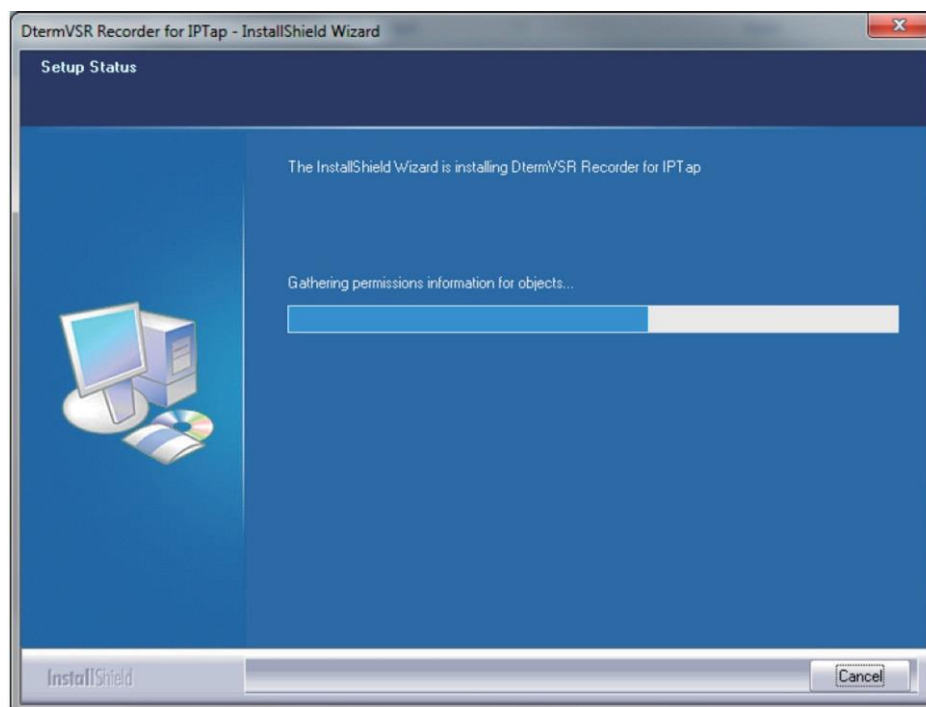 DtermVSR Recorder for IPTap - InstallShield Wizard
Setup Status
The InstallShield Wizard is installing DtermVSR Recorder for IPTap
Gathering permissions information for objects...
InstallShield
Cancel